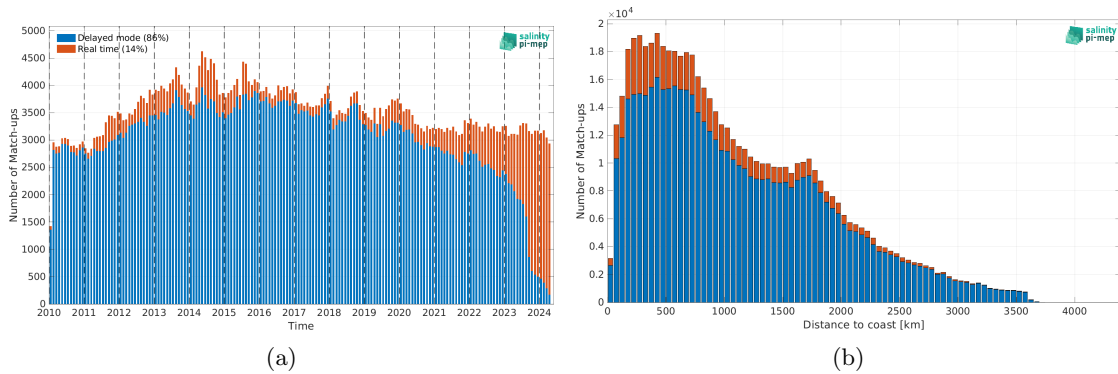 Delayed mode (86%)
Real time (14%)
salinity
pi-mep
Number of Match-ups
5000
4500
4000
3500
3000
2500
2000
1500
1000
500
0
2010 2011 2012 2013 2014 2015 2016 2017 2018 2019 2020 2021 2022 2023 2024
Time
(a)
×10⁴
salinity
pi-mep
Number of Match-ups
2
1.8
1.6
1.4
1.2
1
0.8
0.6
0.4
0.2
0
0 500 1000 1500 2000 2500 3000 3500 4000
Distance to coast [km]
(b)